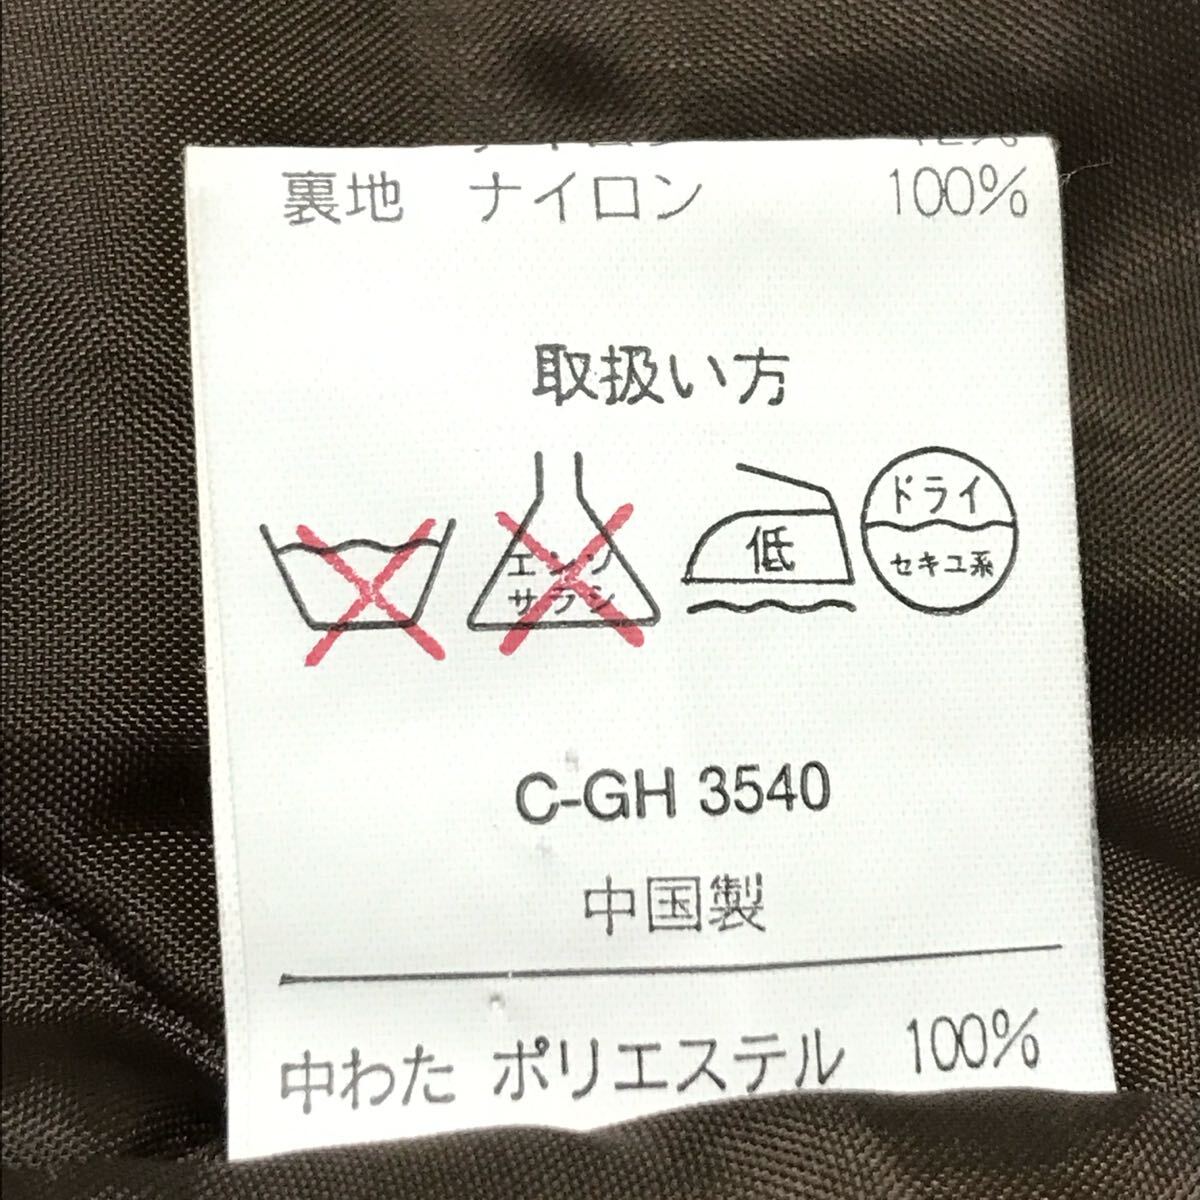 裏地 ナイロン 100%
取扱い方
エンソ
サラシ
低
ドライ
セキユ系
C-GH 3540
中国製
中わた ポリエステル 100%